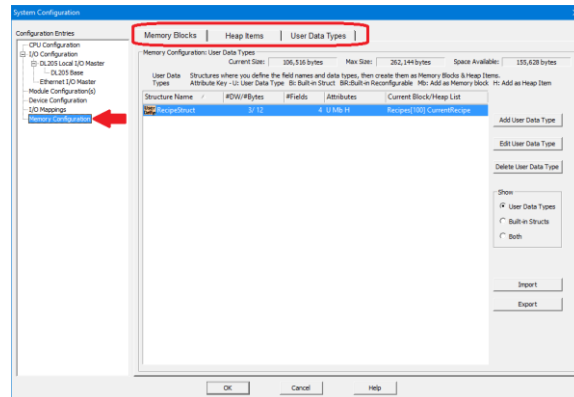 System Configuration
Configuration Entries
CPU Configuration
I/O Configuration
DL205 Local I/O Master
DL205 Base
Ethernet I/O Master
Module Configuration(s)
Device Configuration
I/O Mappings
Memory Configuration
Memory Blocks | Heap Items | User Data Types |
Memory Configuration: User Data Types
Current Size: 106,516 bytes Max Size: 262,144 bytes Space Available: 155,628 bytes
User Data Types Structures where you define the field names and data types, then create them as Memory Blocks & Heap Items.
Attribute Key - U: User Data Type Bi: Built-in Struct BR:Built-in Reconfigurable Mb: Add as Memory block H: Add as Heap Item
Structure Name / #DW/#Bytes #Fields Attributes Current Block/Heap List
RecipeStruct 3/ 12 4 U Mb H Recipes[100] CurrentRecipe
Add User Data Type
Edit User Data Type
Delete User Data Type
Show
User Data Types
Built-in Structs
Both
Import
Export
OK Cancel Help